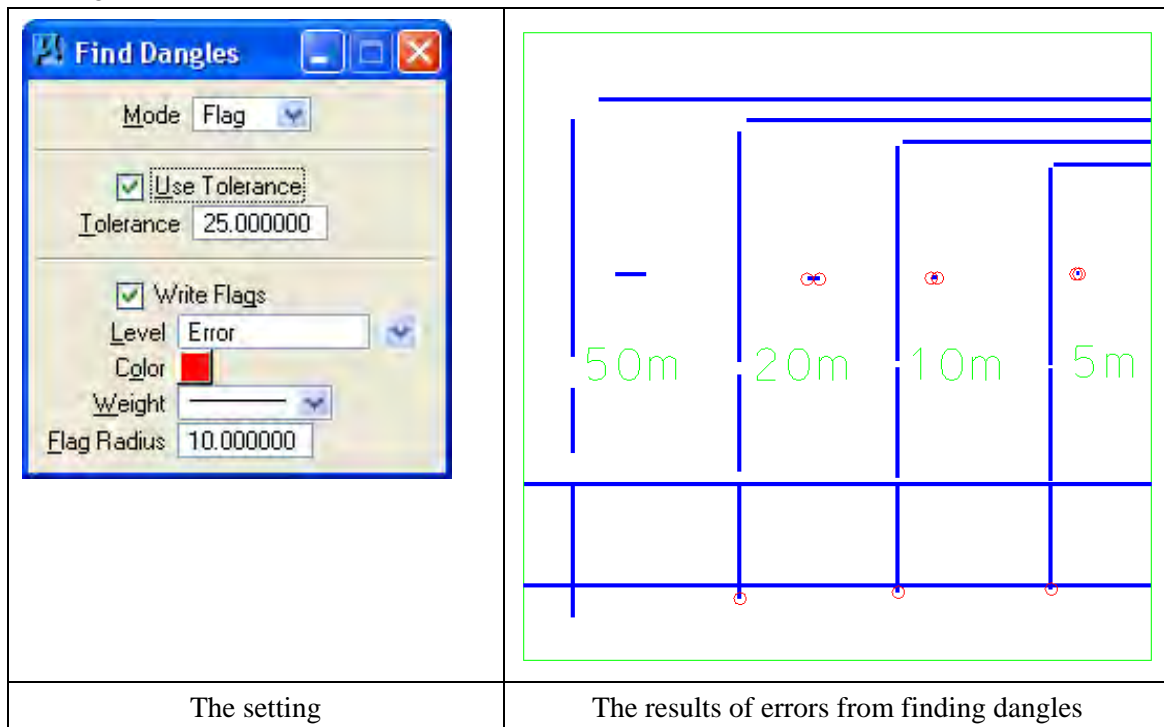 Find Dangles
Mode Flag
Use Tolerance
Tolerance 25.000000
Write Flags
Level Error
Color
Weight
Flag Radius 10.000000
50m 20m 10m 5m
The setting
The results of errors from finding dangles